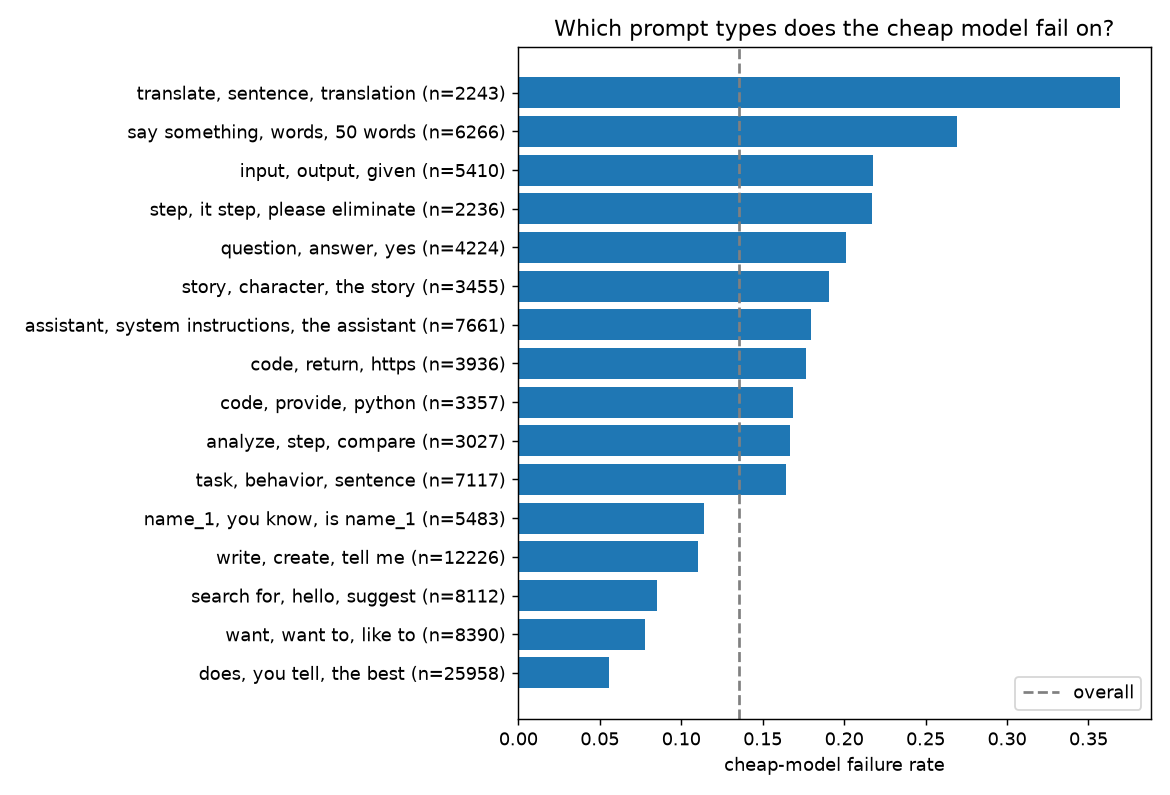 Which prompt types does the cheap model fail on?
translate, sentence, translation (n=2243)
say something, words, 50 words (n=6266)
input, output, given (n=5410)
step, it step, please eliminate (n=2236)
question, answer, yes (n=4224)
story, character, the story (n=3455)
assistant, system instructions, the assistant (n=7661)
code, return, https (n=3936)
code, provide, python (n=3357)
analyze, step, compare (n=3027)
task, behavior, sentence (n=7117)
name_1, you know, is name_1 (n=5483)
write, create, tell me (n=12226)
search for, hello, suggest (n=8112)
want, want to, like to (n=8390)
does, you tell, the best (n=25958)
overall
0.00 0.05 0.10 0.15 0.20 0.25 0.30 0.35
cheap-model failure rate